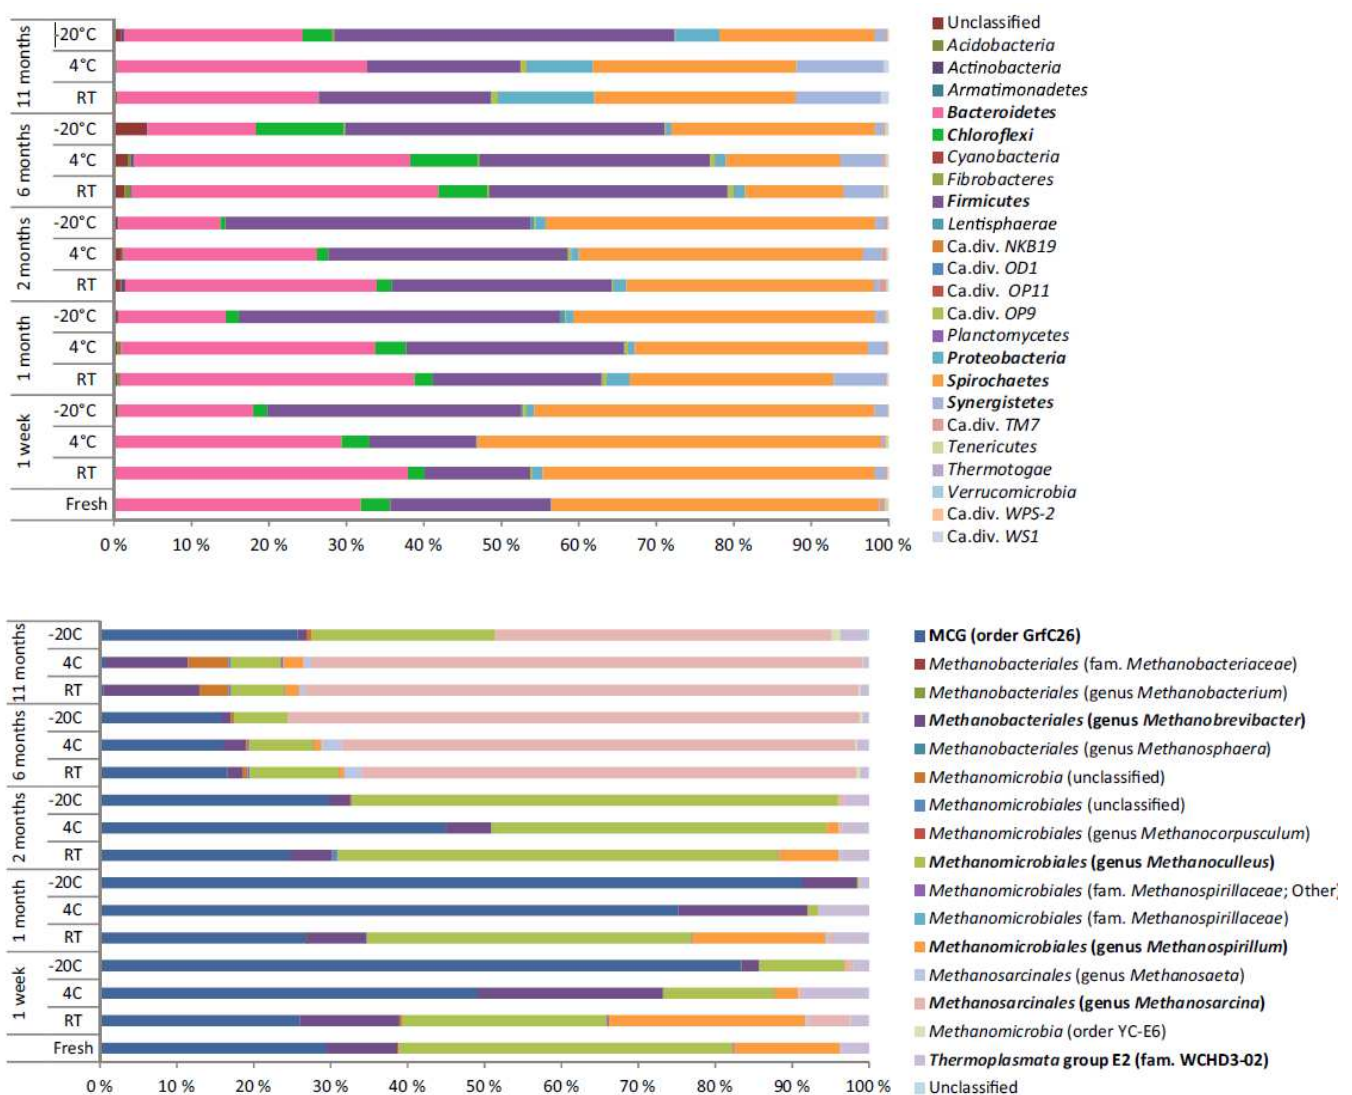 11 months
-20°C
4°C
RT
6 months
-20°C
4°C
RT
2 months
-20°C
4°C
RT
1 month
-20°C
4°C
RT
1 week
-20°C
4°C
RT
Fresh
0 % 10 % 20 % 30 % 40 % 50 % 60 % 70 % 80 % 90 % 100 %
Unclassified
Acidobacteria
Actinobacteria
Armatimonadetes
Bacteroidetes
Chloroflexi
Cyanobacteria
Fibrobacteres
Firmicutes
Lentisphaerae
Ca.div. NKB19
Ca.div. OD1
Ca.div. OP11
Ca.div. OP9
Planctomycetes
Proteobacteria
Spirochaetes
Synergistetes
Ca.div. TM7
Tenericutes
Thermotogae
Verrucomicrobia
Ca.div. WPS-2
Ca.div. WS1
11 months
-20C
4C
RT
6 months
-20C
4C
RT
2 months
-20C
4C
RT
1 month
-20C
4C
RT
1 week
-20C
4C
RT
Fresh
0 % 10 % 20 % 30 % 40 % 50 % 60 % 70 % 80 % 90 % 100 %
MCG (order GrfC26)
Methanobacteriales (fam. Methanobacteriaceae)
Methanobacteriales (genus Methanobacterium)
Methanobacteriales (genus Methanobrevibacter)
Methanobacteriales (genus Methanosphaera)
Methanomicrobia (unclassified)
Methanomicrobiales (unclassified)
Methanomicrobiales (genus Methanocorpusculum)
Methanomicrobiales (genus Methanoculleus)
Methanomicrobiales (fam. Methanospirillaceae; Other)
Methanomicrobiales (fam. Methanospirillaceae)
Methanomicrobiales (genus Methanospirillum)
Methanosarcinales (genus Methanosaeta)
Methanosarcinales (genus Methanosarcina)
Methanomicrobia (order YC-E6)
Thermoplasmata group E2 (fam. WCHD3-02)
Unclassified